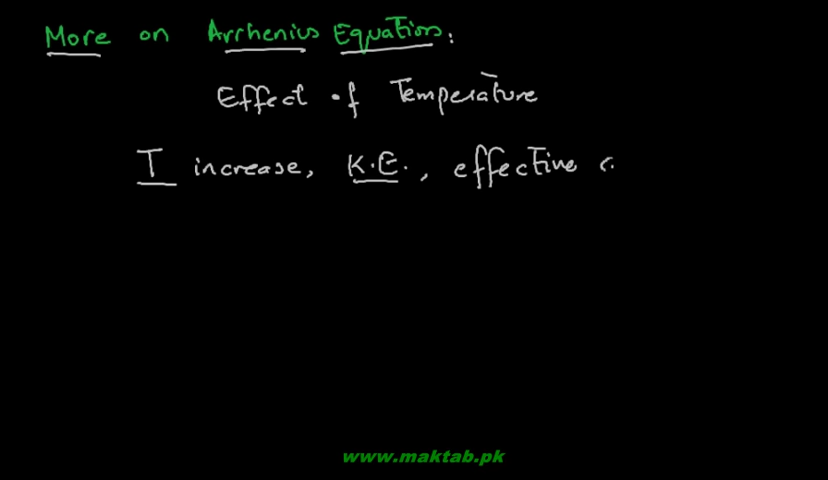 More on Arrhenius Equation:
Effect of Temperature
T increase, K.E., effective c
www.maktab.pk